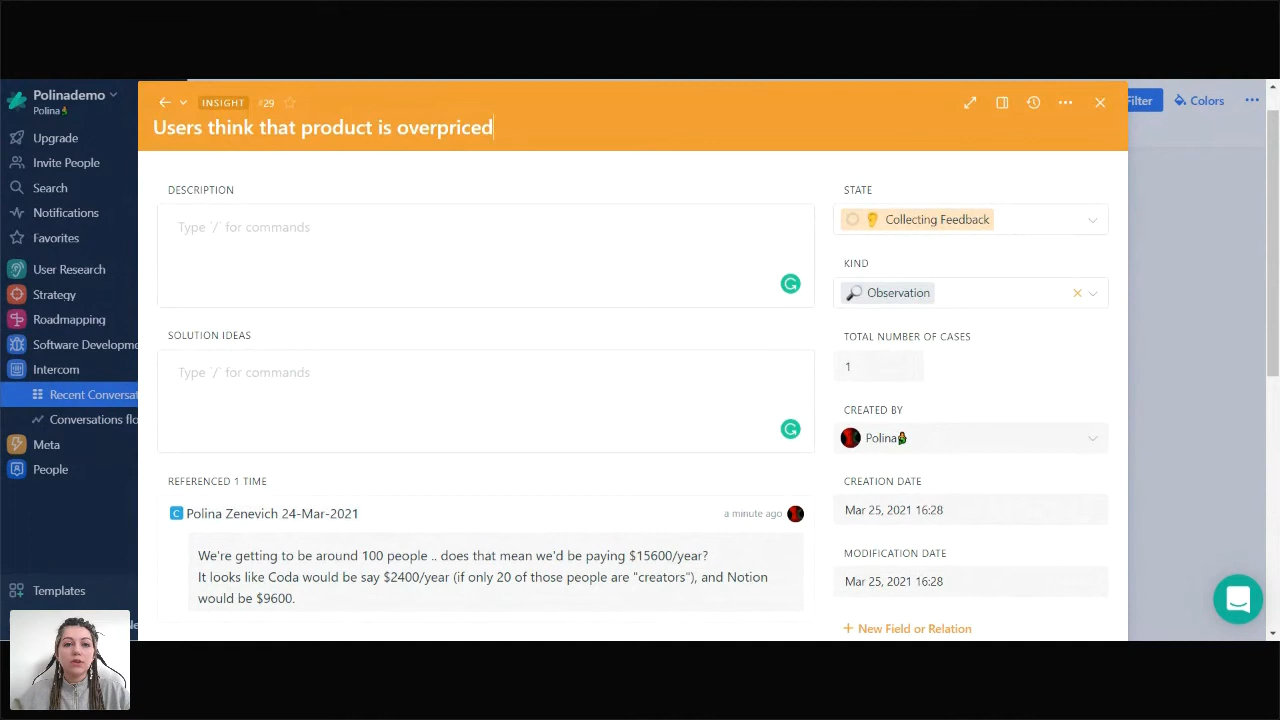 Polinademo
Polina
Upgrade
Invite People
Search
Notifications
Favorites
User Research
Strategy
Roadmapping
Software Developme
Intercom
Recent Conversat
Conversations flo
Meta
People
Templates
INSIGHT #29
Users think that product is overpriced
Filter
Colors
DESCRIPTION
Type `/` for commands
SOLUTION IDEAS
Type `/` for commands
REFERENCED 1 TIME
C Polina Zenevich 24-Mar-2021
a minute ago
We're getting to be around 100 people .. does that mean we'd be paying $15600/year?
It looks like Coda would be say $2400/year (if only 20 of those people are "creators"), and Notion
would be $9600.
STATE
Collecting Feedback
KIND
Observation
TOTAL NUMBER OF CASES
1
CREATED BY
Polina
CREATION DATE
Mar 25, 2021 16:28
MODIFICATION DATE
Mar 25, 2021 16:28
+ New Field or Relation